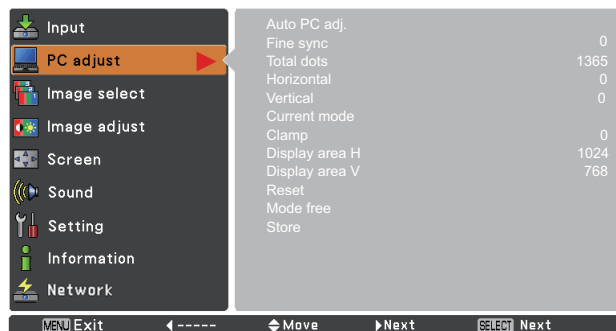 Input
PC adjust
Image select
Image adjust
Screen
Sound
Setting
Information
Network
Auto PC adj.
Fine sync 0
Total dots 1365
Horizontal 0
Vertical 0
Current mode
Clamp 0
Display area H 1024
Display area V 768
Reset
Mode free
Store
MENU Exit ----- Move Next SELECT Next